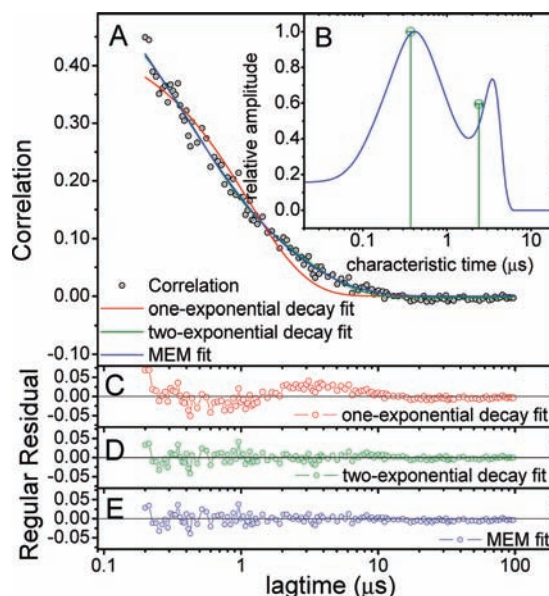 A
B
Correlation
0.40
0.30
0.20
0.10
0.00
-0.10
relative amplitude
1.0
0.8
0.6
0.4
0.2
0.0
0.1
1
10
characteristic time (μs)
Correlation
one-exponential decay fit
two-exponential decay fit
MEM fit
Regular Residual
C
0.05
0.00
-0.05
one-exponential decay fit
D
0.05
0.00
-0.05
two-exponential decay fit
E
0.05
0.00
-0.05
MEM fit
0.1
1
10
100
lagtime (μs)